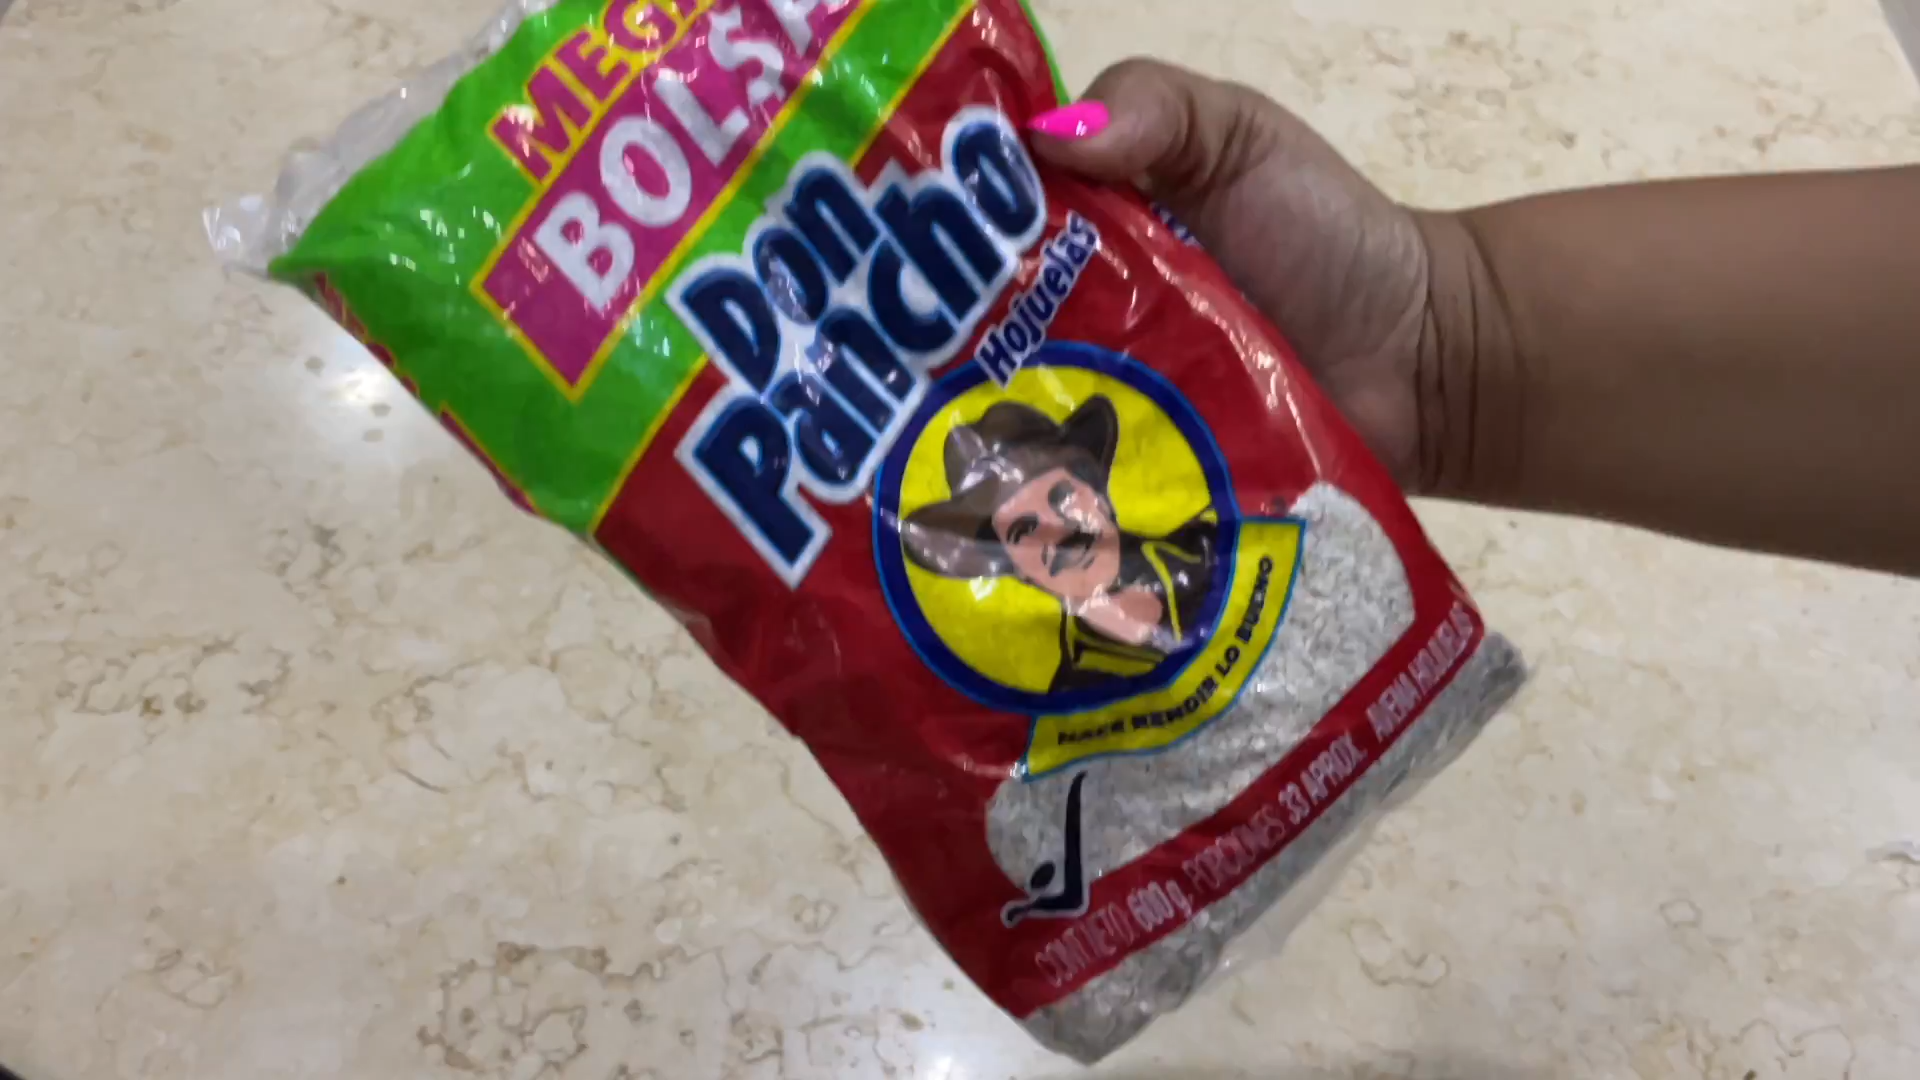 MEGA
BOLSA
Don
Pancho
Hojuelas
HACE RENDIR LO BUENO
CONT. NETO 600 g. PORCIONES 33 APROX. AVENA HOJUELAS